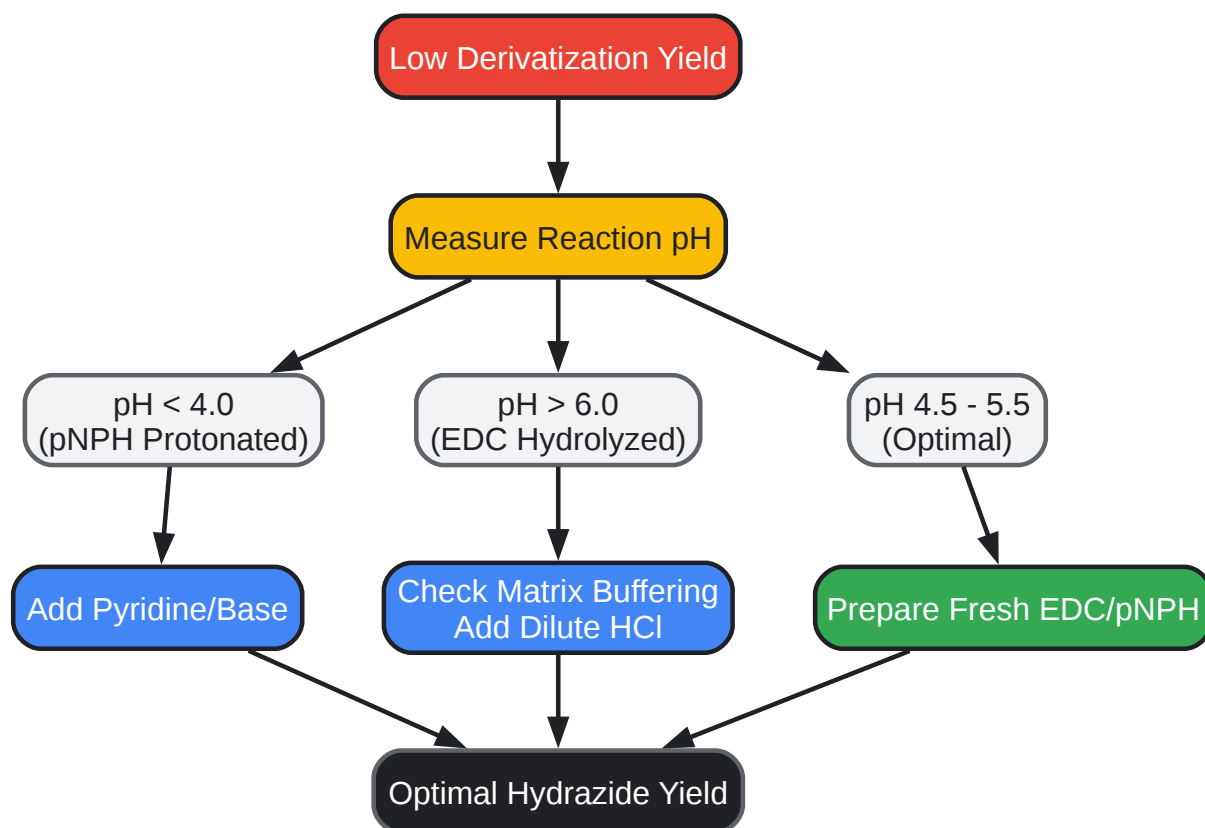 Low Derivatization Yield
Measure Reaction pH
pH < 4.0
(pNPH Protonated)
pH > 6.0
(EDC Hydrolyzed)
pH 4.5 - 5.5
(Optimal)
Add Pyridine/Base
Check Matrix Buffering
Add Dilute HCl
Prepare Fresh EDC/pNPH
Optimal Hydrazide Yield